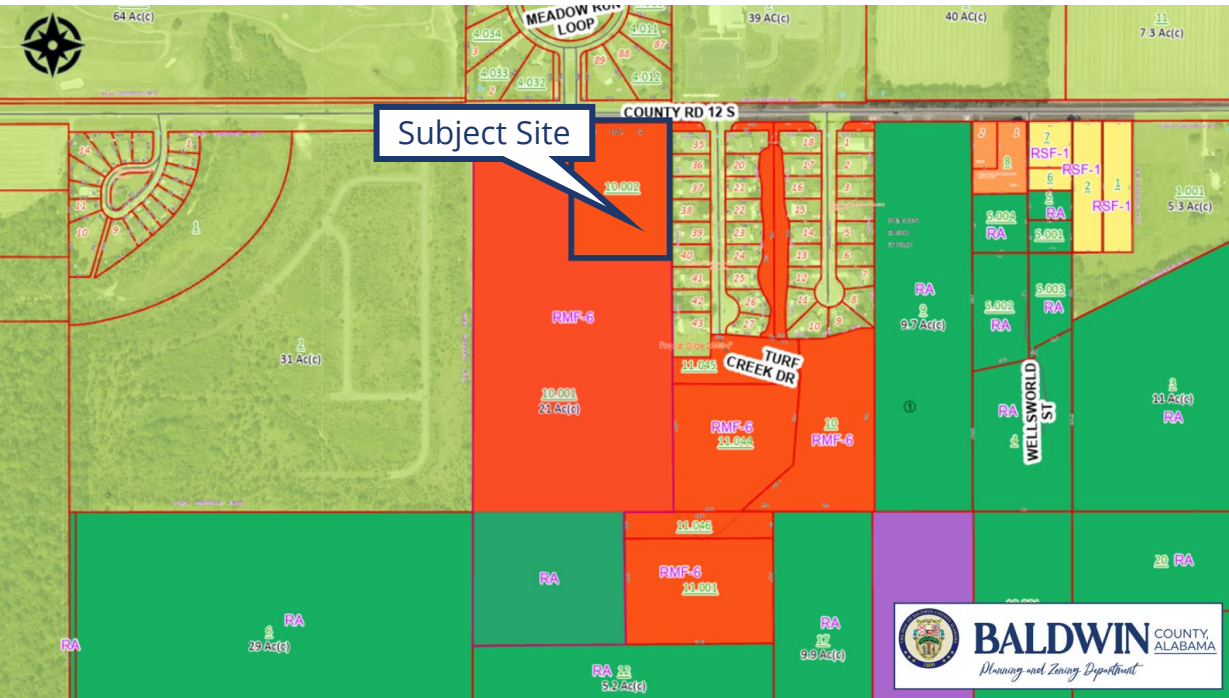 64 Ac(c)
MEADOW RUN
LOOP
39 AC(c)
40 AC(c)
11
7.3 Ac(c)
4.034
3
4.033
2
4.032
89
88
87
4.011
4.012
COUNTY RD 12 S
Subject Site
10.002
14
1
11
10
9
1
2
31 Ac(c)
35
36
37
38
39
40
41
42
43
20
21
22
23
24
25
26
27
18
17
16
15
14
13
12
11
10
1
2
3
5
6
7
8
9
2
1
8
7
RSF-1
6
RSF-1
2
1
RSF-1
5
RA
5.004
RA
5.001
1.001
5.3 Ac(c)
RA
9
9.7 Ac(c)
5.002
RA
5.003
RA
RMF-6
10.001
21 Ac(c)
11.045
TURF
CREEK DR
RMF-6
11.044
10
RMF-6
1
RA
WELLSWORLD
ST
3
11 Ac(c)
RA
RA
6
29 Ac(c)
RA
RA
11.046
RMF-6
11.001
RA
12
5.2 Ac(c)
RA
17
9.9 Ac(c)
20 RA
BALDWIN
COUNTY,
ALABAMA
Planning and Zoning Department